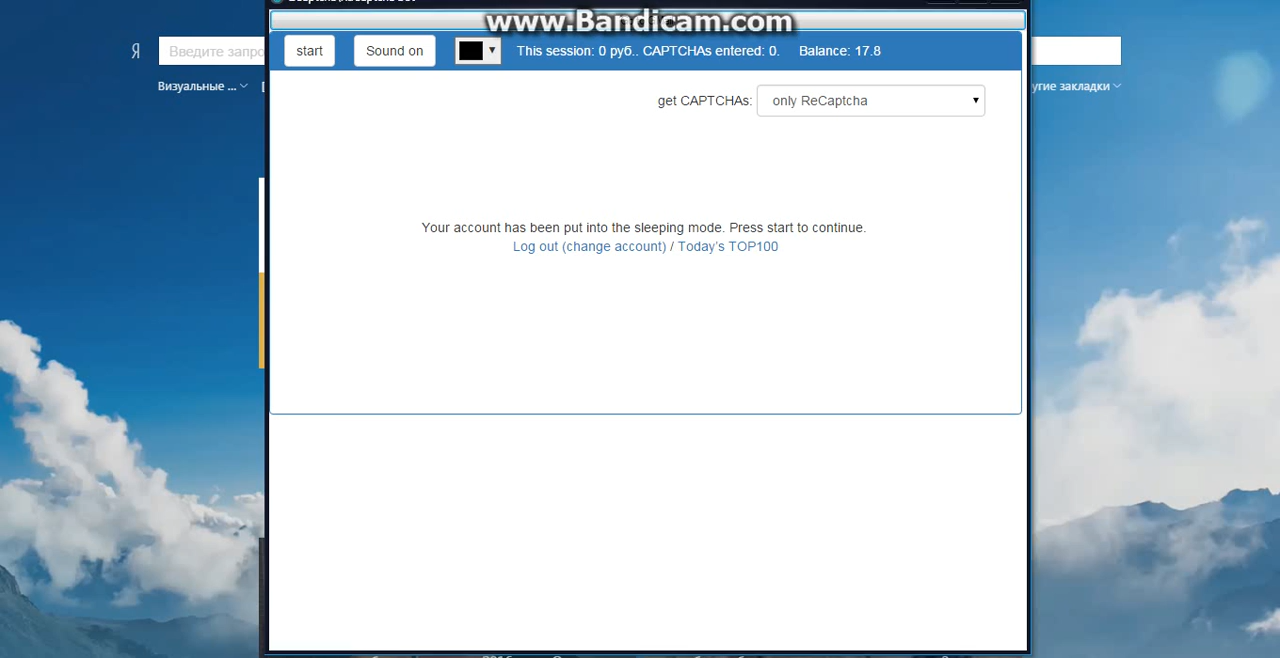 www.Bandicam.com
Я Введите запро
start Sound on This session: 0 руб.. CAPTCHAs entered: 0. Balance: 17.8
Визуальные ... угие закладки
get CAPTCHAs: only ReCaptcha
Your account has been put into the sleeping mode. Press start to continue.
Log out (change account) / Today's TOP100